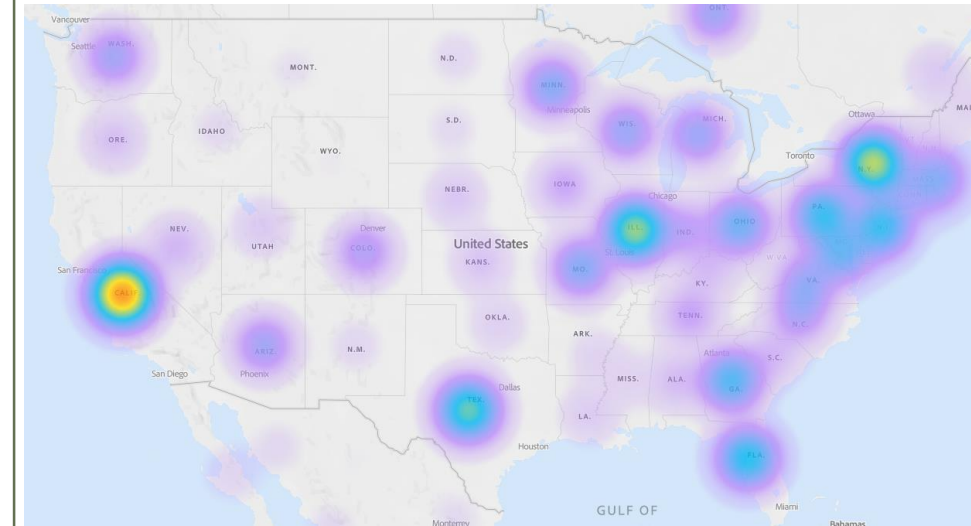 Vancouver
ONT.
Seattle
WASH.
MONT.
N.D.
MINN.
Minneapolis
Ottawa
ORE.
IDAHO
S.D.
WIS.
MICH.
WYO.
Toronto
N.Y.
NEBR.
IOWA
Chicago
NEV.
UTAH
Denver
COLO.
United States
KANS.
ILL.
St Louis
IND.
OHIO
PA.
San Francisco
MO.
W.VA.
VA.
CALIF.
KY.
OKLA.
TENN.
N.C.
ARK.
ARIZ.
N.M.
Phoenix
San Diego
Atlanta
S.C.
Dallas
TEX.
MISS.
ALA.
GA.
LA.
Houston
FLA.
Miami
GULF OF
Monterrey
Bahamas